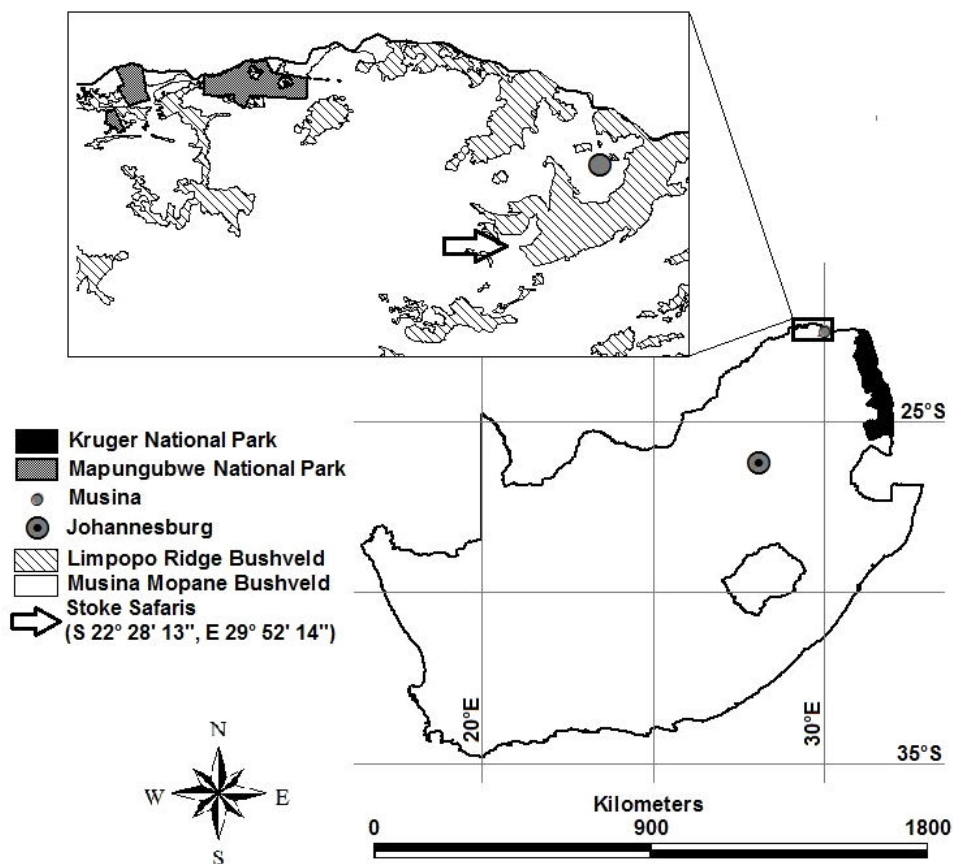 Kruger National Park
Mapungubwe National Park
Musina
Johannesburg
Limpopo Ridge Bushveld
Musina Mopane Bushveld
Stoke Safaris
(S 22° 28' 13", E 29° 52' 14")
25°S
20°E
30°E
35°S
N
W
E
S
Kilometers
0 900 1800